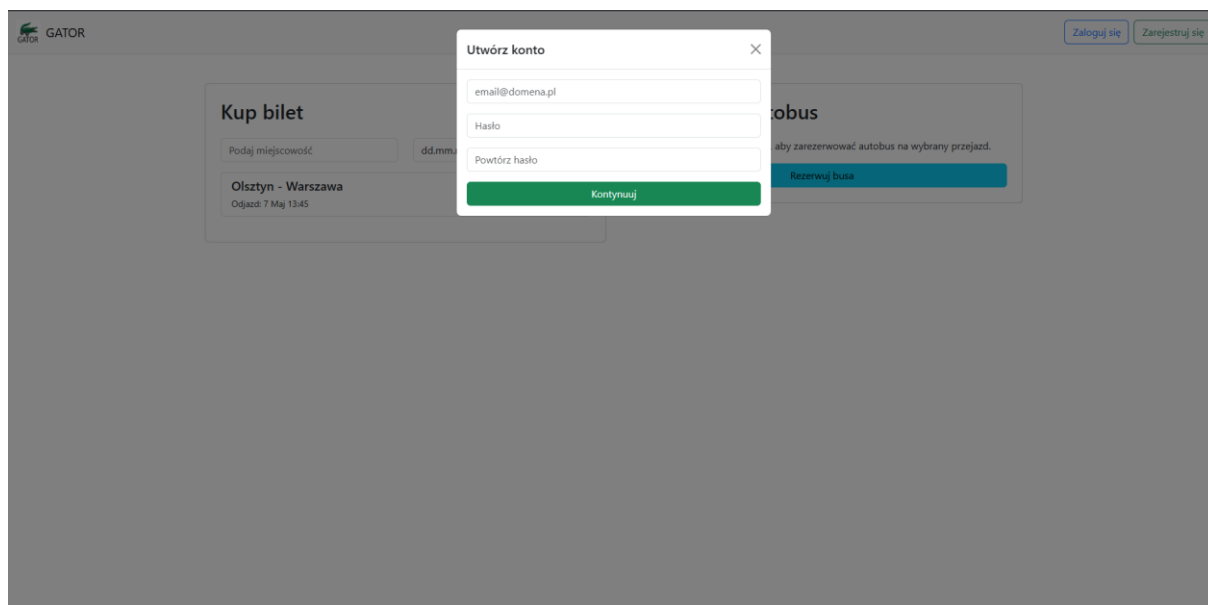 GATOR GATOR
Zaloguj się
Zarejestruj się
Utwórz konto
email@domena.pl
Hasło
Powtórz hasło
Kontynuuj
Kup bilet
Podaj miejscowość
dd.mm.
Olsztyn - Warszawa
Odjazd: 7 Maj 13:45
tobus
aby zarezerwować autobus na wybrany przejazd.
Rezerwuj busa